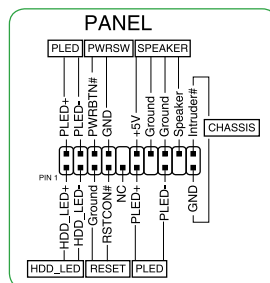 PANEL
PLED PWRSW SPEAKER
PLED+
PLED-
PWRBTN#
GND
+5V
Ground
Ground
Speaker
Intruder#
CHASSIS
PIN 1
HDD_LED+
HDD_LED-
Ground
RSTCON#
NC
PLED+
PLED-
GND
HDD_LED RESET PLED